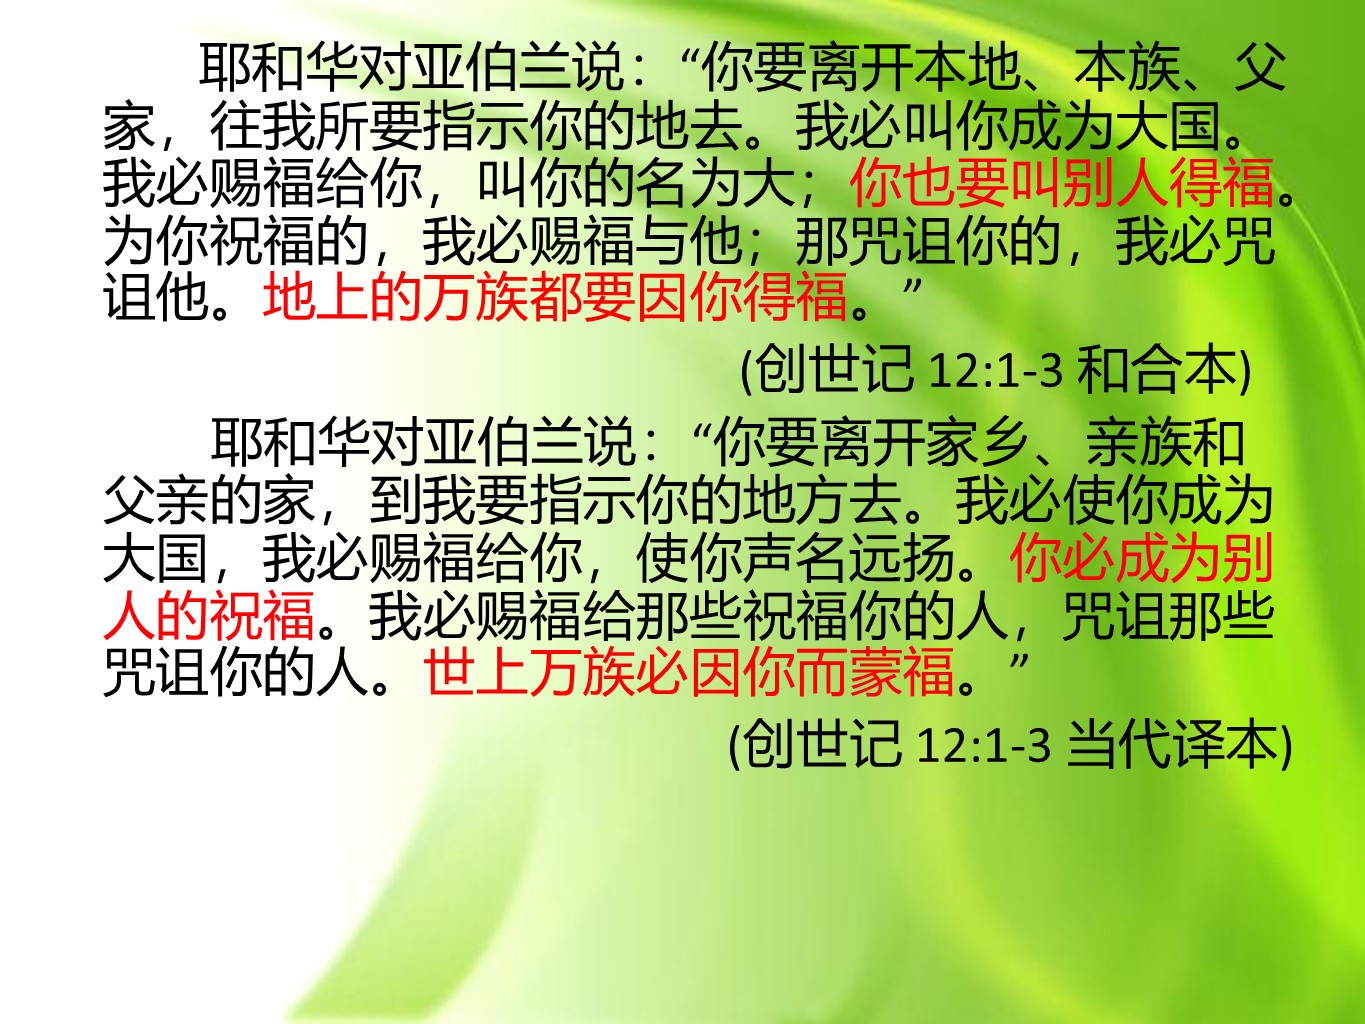 耶和华对亚伯兰说：“你要离开本地、本族、父
家，往我所要指示你的地去。我必叫你成为大国。
我必赐福给你，叫你的名为大；你也要叫别人得福。
为你祝福的，我必赐福与他；那咒诅你的，我必咒
诅他。地上的万族都要因你得福。”
(创世记 12:1-3 和合本)
耶和华对亚伯兰说：“你要离开家乡、亲族和
父亲的家，到我要指示你的地方去。我必使你成为
大国，我必赐福给你，使你声名远扬。你必成为别
人的祝福。我必赐福给那些祝福你的人，咒诅那些
咒诅你的人。世上万族必因你而蒙福。”
(创世记 12:1-3 当代译本)